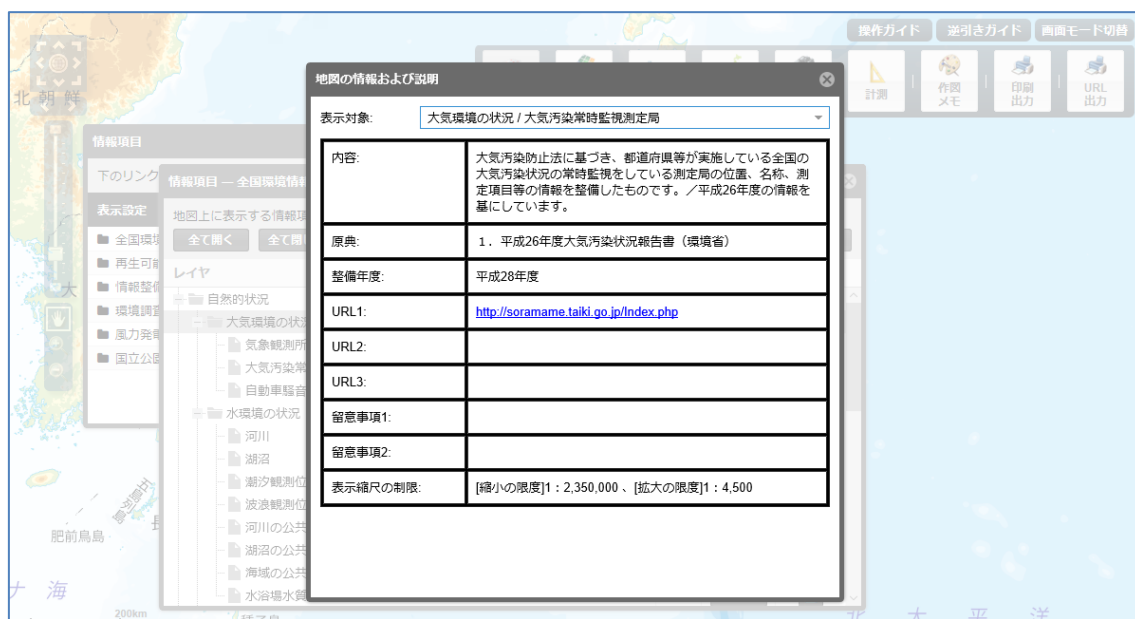 操作ガイド
逆引きガイド
画面モード切替
計測
作図
メモ
印刷
出力
URL
出力
北 朝 鮮
情報項目
下のリンク
表示設定
全国環境
再生可能
情報整備
環境調査
風力発電
国立公園
情報項目 — 全国環境情報
地図上に表示する情報項
全て開く
レイヤ
自然的状況
大気環境の状況
気象観測所
大気汚染常
自動車騒音
水環境の状況
河川
湖沼
潮汐観測位
波浪観測位
河川の公共
湖沼の公共
海域の公共
水浴場水質
地図の情報および説明
表示対象:
大気環境の状況 / 大気汚染常時監視測定局
内容:
大気汚染防止法に基づき、都道府県等が実施している全国の
大気汚染状況の常時監視をしている測定局の位置、名称、測
定項目等の情報を整備したものです。／平成26年度の情報を
基にしています。
原典:
１．平成26年度大気汚染状況報告書（環境省）
整備年度:
平成28年度
URL1:
http://soramame.taiki.go.jp/Index.php
URL2:
URL3:
留意事項1:
留意事項2:
表示縮尺の制限:
[縮小の限度]1：2,350,000 、[拡大の限度]1：4,500
大
五島列島
肥前鳥島
海
200km
北 太 平 洋